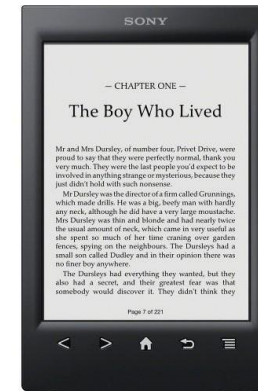 SONY
— CHAPTER ONE —
The Boy Who Lived
Mr and Mrs Dursley, of number four, Privet Drive, were
proud to say that they were perfectly normal, thank you
very much. They were the last people you'd expect to be
involved in anything strange or mysterious, because they
just didn't hold with such nonsense.
Mr Dursley was the director of a firm called Grunnings,
which made drills. He was a big, beefy man with hardly
any neck, although he did have a very large moustache.
Mrs Dursley was thin and blonde and had nearly twice
the usual amount of neck, which came in very useful as
she spent so much of her time craning over garden
fences, spying on the neighbours. The Dursleys had a
small son called Dudley and in their opinion there was
no finer boy anywhere.
The Dursleys had everything they wanted, but they
also had a secret, and their greatest fear was that
somebody would discover it. They didn't think they
Page 7 of 221